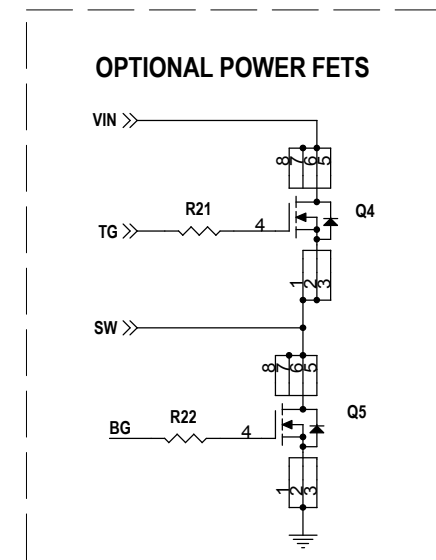 OPTIONAL POWER FETS
VIN
8 7 6 5
R21
Q4
TG
4
1 2 3
SW
8 7 6 5
R22
Q5
BG
4
1 2 3